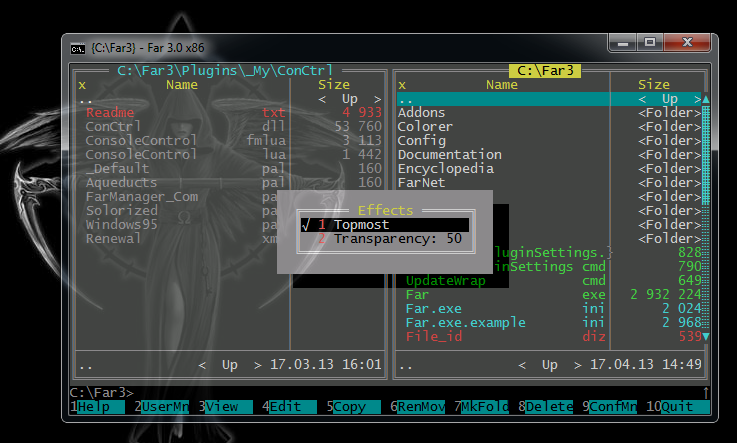 {C:\Far3} - Far 3.0 x86
C:\Far3\Plugins\_My\ConCtrl
x Name Size
.. < Up >
Readme txt 4 933
ConCtrl dll 53 760
ConsoleControl fmlua 3 113
ConsoleControl lua 1 442
_Default pal 160
Aqueducts pal 160
FarManager_Com pa
Solorized pa
Windows95 pa
Renewal xm
.. < Up > 17.03.13 16:01
C:\Far3
x Name Size
.. < Up >
Addons <Folder>
Colorer <Folder>
Config <Folder>
Documentation <Folder>
Encyclopedia <Folder>
FarNet <Folder>
<Folder>
<Folder>
<Folder>
<Folder>
luginSettings.} 828
inSettings cmd 790
UpdateWrap cmd 649
Far exe 2 932 224
Far.exe ini 2 024
Far.exe.example ini 2 968
File_id diz 539
.. < Up > 17.04.13 14:49
Effects
√ 1 Topmost
2 Transparency: 50
C:\Far3>
1Help 2UserMn 3View 4Edit 5Copy 6RenMov 7MkFold 8Delete 9ConfMn 10Quit